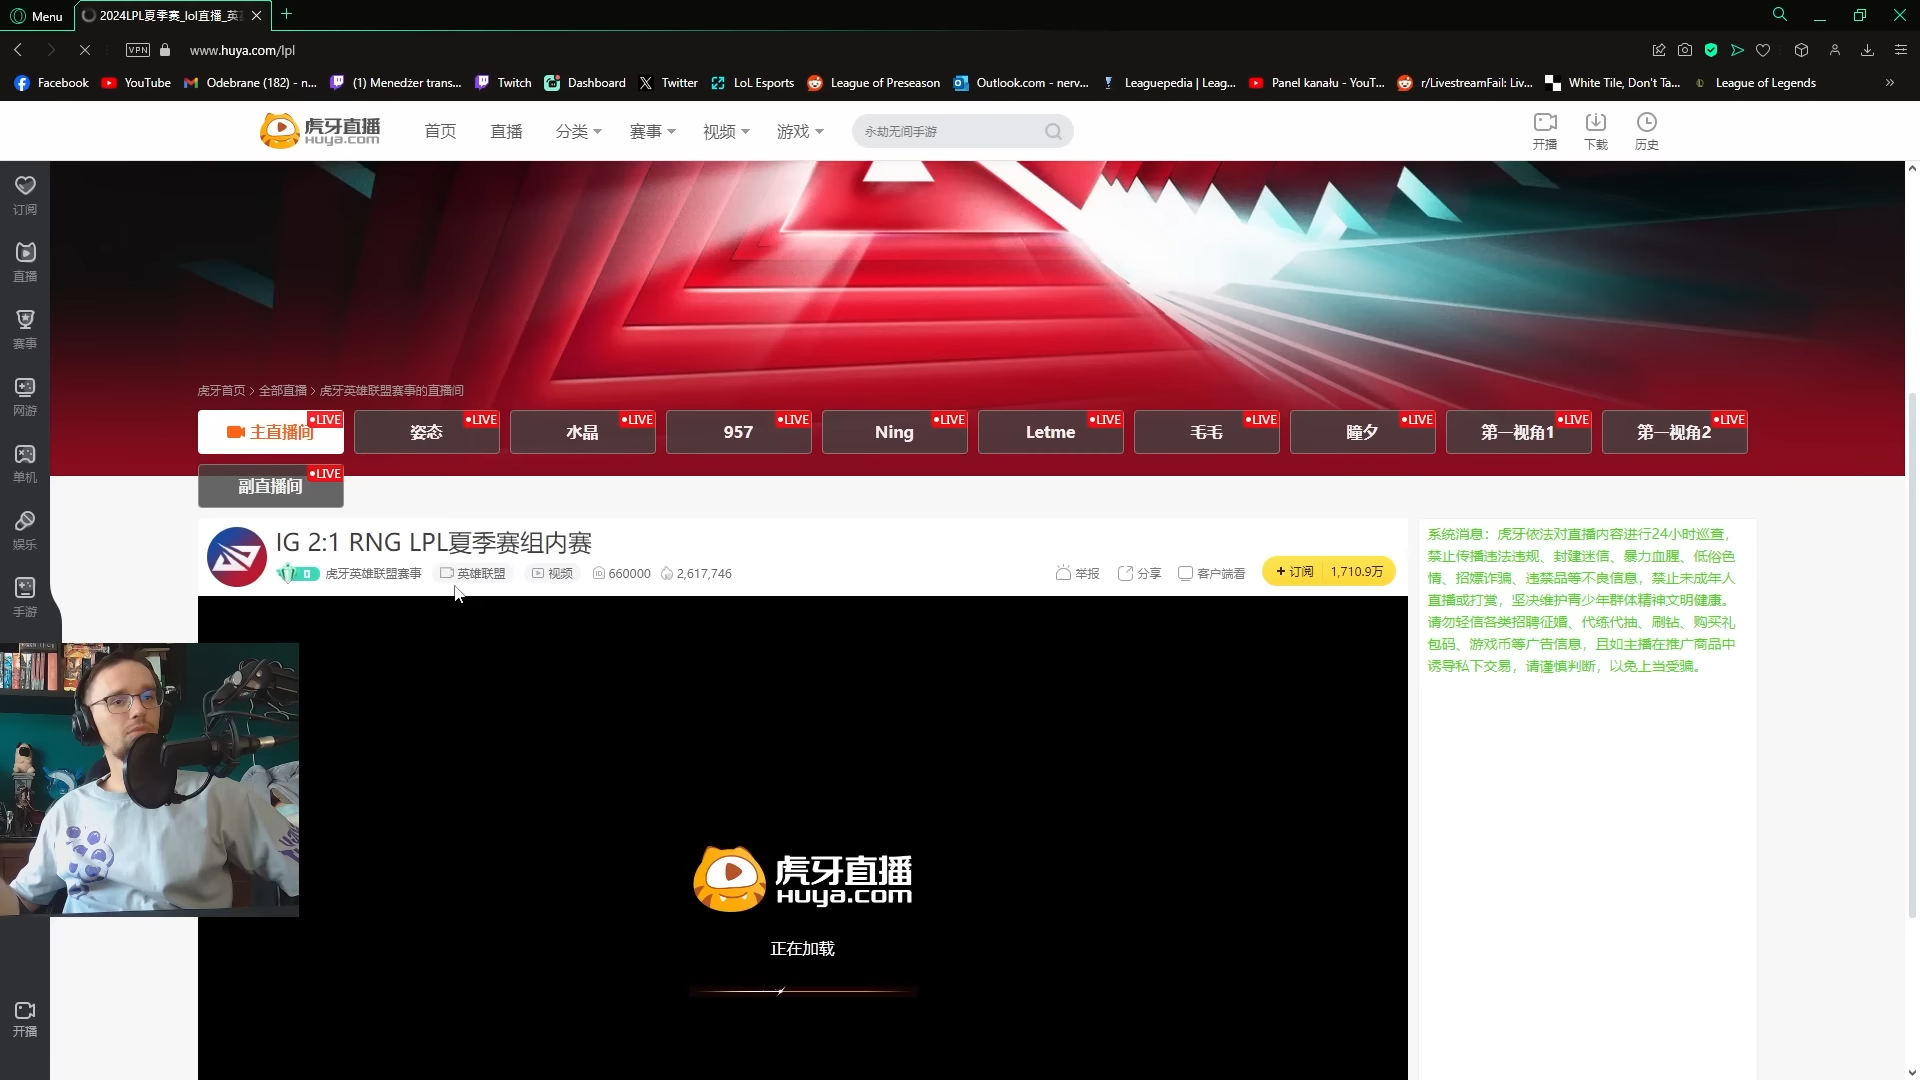 Menu
2024LPL夏季赛_lol直播_英
VPN
www.huya.com/lpl
Facebook
YouTube
Odebrane (182) - n...
(1) Menedżer trans...
Twitch
Dashboard
Twitter
LoL Esports
League of Preseason
Outlook.com - nerv...
Leaguepedia | Leag...
Panel kanału - YouT...
r/LivestreamFail: Liv...
White Tile, Don't Ta...
League of Legends
虎牙直播
HUYA.com
首页
直播
分类
赛事
视频
游戏
永劫无间手游
开播
下载
历史
订阅
直播
赛事
网游
单机
娱乐
手游
开播
虎牙首页 > 全部直播 > 虎牙英雄联盟赛事的直播间
主直播间 LIVE
姿态 LIVE
水晶 LIVE
957 LIVE
Ning LIVE
Letme LIVE
毛毛 LIVE
瞳夕 LIVE
第一视角1 LIVE
第一视角2 LIVE
副直播间 LIVE
IG 2:1 RNG LPL夏季赛组内赛
虎牙英雄联盟赛事
英雄联盟
视频
660000
2,617,746
举报
分享
客户端看
+ 订阅
1,710.9万
系统消息：虎牙依法对直播内容进行24小时巡查，
禁止传播违法违规、封建迷信、暴力血腥、低俗色
情、招嫖诈骗、违禁品等不良信息，禁止未成年人
直播或打赏，坚决维护青少年群体精神文明健康。
请勿轻信各类招聘征婚、代练代抽、刷钻、购买礼
包码、游戏币等广告信息，且如主播在推广商品中
诱导私下交易，请谨慎判断，以免上当受骗。
虎牙直播
HUYA.com
正在加载